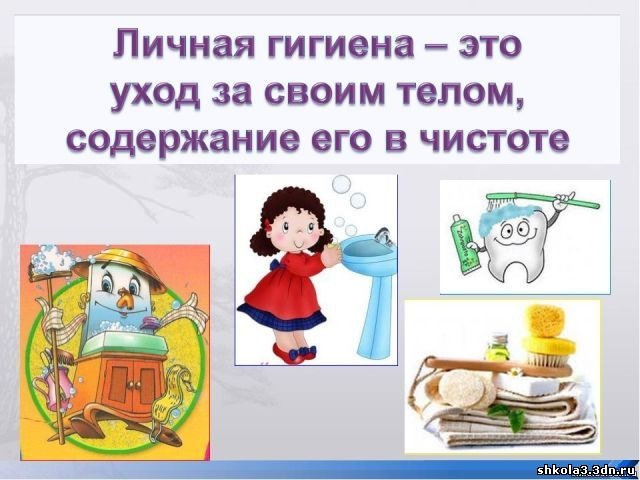 Личная гигиена – это
уход за своим телом,
содержание его в чистоте
shkola3.3dn.ru